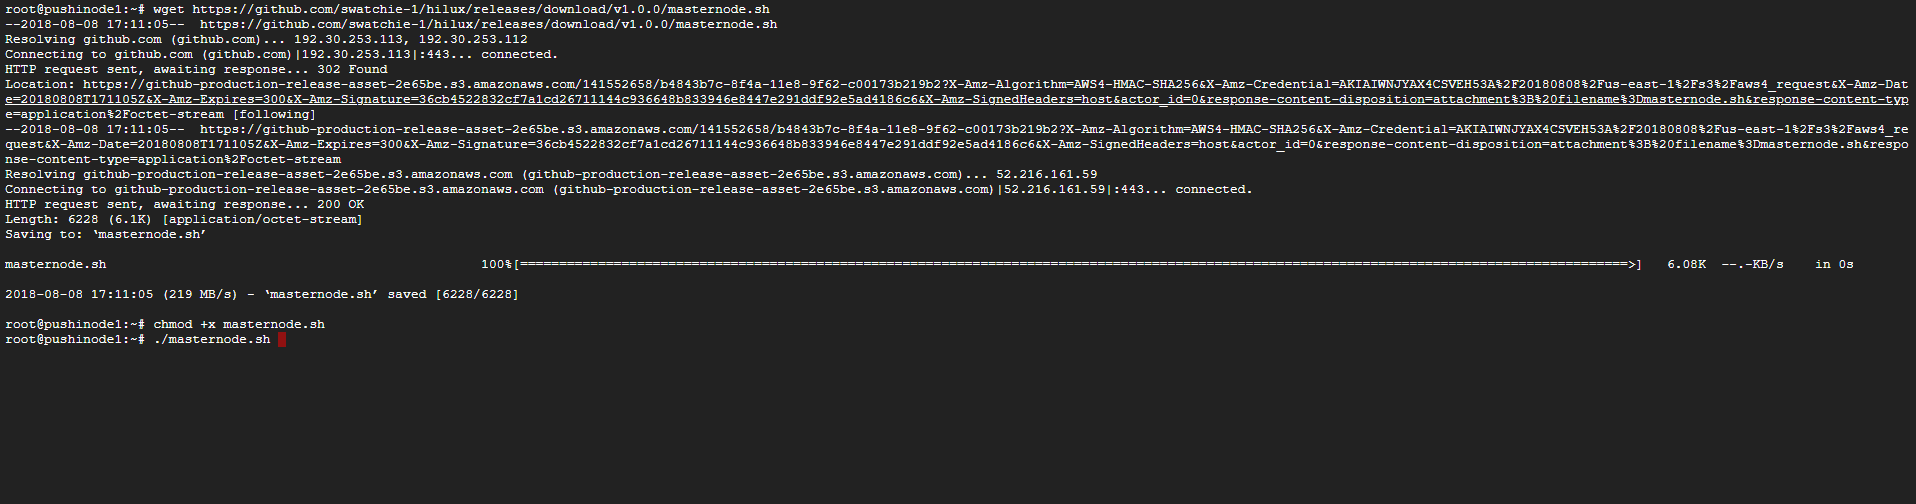 root@pushinode1:~# wget https://github.com/swatchie-1/hilux/releases/download/v1.0.0/masternode.sh
--2018-08-08 17:11:05--  https://github.com/swatchie-1/hilux/releases/download/v1.0.0/masternode.sh
Resolving github.com (github.com)... 192.30.253.113, 192.30.253.112
Connecting to github.com (github.com)|192.30.253.113|:443... connected.
HTTP request sent, awaiting response... 302 Found
Location: https://github-production-release-asset-2e65be.s3.amazonaws.com/141552658/b4843b7c-8f4a-11e8-9f62-c00173b219b2?X-Amz-Algorithm=AWS4-HMAC-SHA256&X-Amz-Credential=AKIAIWNJYAX4CSVEH53A%2F20180808%2Fus-east-1%2Fs3%2Faws4_request&X-Amz-Dat
e=20180808T171105Z&X-Amz-Expires=300&X-Amz-Signature=36cb4522832cf7a1cd26711144c936648b833946e8447e291ddf92e5ad4186c6&X-Amz-SignedHeaders=host&actor_id=0&response-content-disposition=attachment%3B%20filename%3Dmasternode.sh&response-content-typ
e=application%2Foctet-stream [following]
--2018-08-08 17:11:05--  https://github-production-release-asset-2e65be.s3.amazonaws.com/141552658/b4843b7c-8f4a-11e8-9f62-c00173b219b2?X-Amz-Algorithm=AWS4-HMAC-SHA256&X-Amz-Credential=AKIAIWNJYAX4CSVEH53A%2F20180808%2Fus-east-1%2Fs3%2Faws4_re
quest&X-Amz-Date=20180808T171105Z&X-Amz-Expires=300&X-Amz-Signature=36cb4522832cf7a1cd26711144c936648b833946e8447e291ddf92e5ad4186c6&X-Amz-SignedHeaders=host&actor_id=0&response-content-disposition=attachment%3B%20filename%3Dmasternode.sh&respo
nse-content-type=application%2Foctet-stream
Resolving github-production-release-asset-2e65be.s3.amazonaws.com (github-production-release-asset-2e65be.s3.amazonaws.com)... 52.216.161.59
Connecting to github-production-release-asset-2e65be.s3.amazonaws.com (github-production-release-asset-2e65be.s3.amazonaws.com)|52.216.161.59|:443... connected.
HTTP request sent, awaiting response... 200 OK
Length: 6228 (6.1K) [application/octet-stream]
Saving to: ‘masternode.sh’
masternode.sh 100%[==============================================================================================================================================>] 6.08K --.-KB/s in 0s
2018-08-08 17:11:05 (219 MB/s) - ‘masternode.sh’ saved [6228/6228]
root@pushinode1:~# chmod +x masternode.sh
root@pushinode1:~# ./masternode.sh